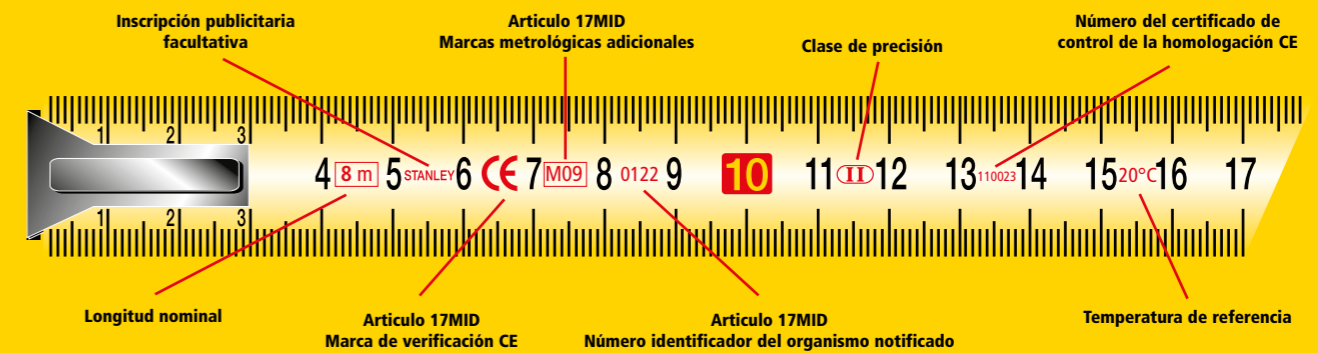 Inscripción publicitaria
facultativa
Articulo 17MID
Marcas metrológicas adicionales
Clase de precisión
Número del certificado de
control de la homologación CE
1 2 3
4 8 m 5 STANLEY 6 CE 7 M09 8 0122 9 10 11 II 12 13 110023 14 15 20°C 16 17
1 2 3
Longitud nominal
Articulo 17MID
Marca de verificación CE
Articulo 17MID
Número identificador del organismo notificado
Temperatura de referencia